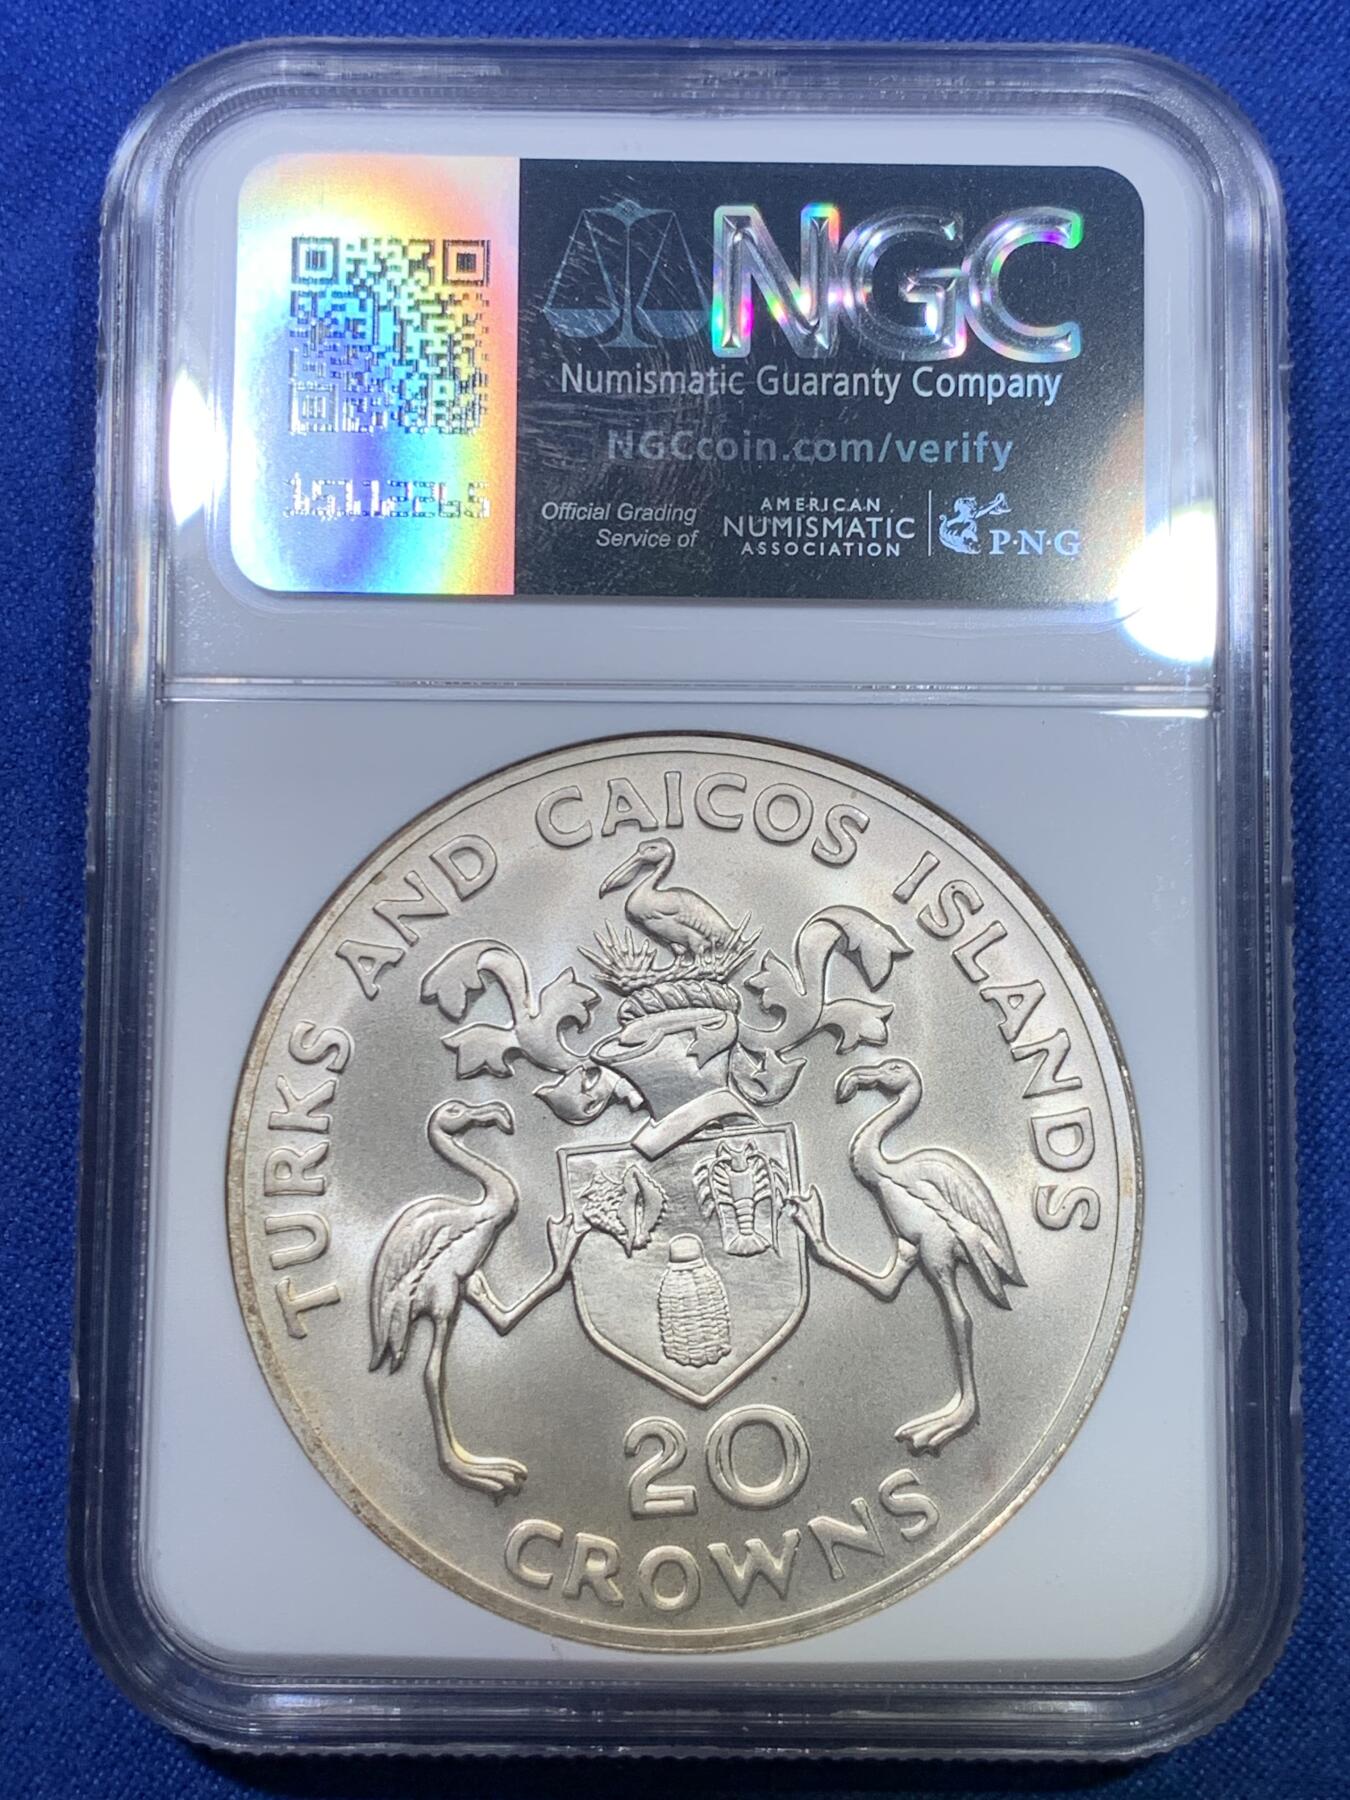 NGC
Numismatic Guaranty Company
NGCcoin.com/verify
Official Grading
Service of
AMERICAN
NUMISMATIC
ASSOCIATION
P·N·G
TURKS AND CAICOS ISLANDS
20
CROWNS